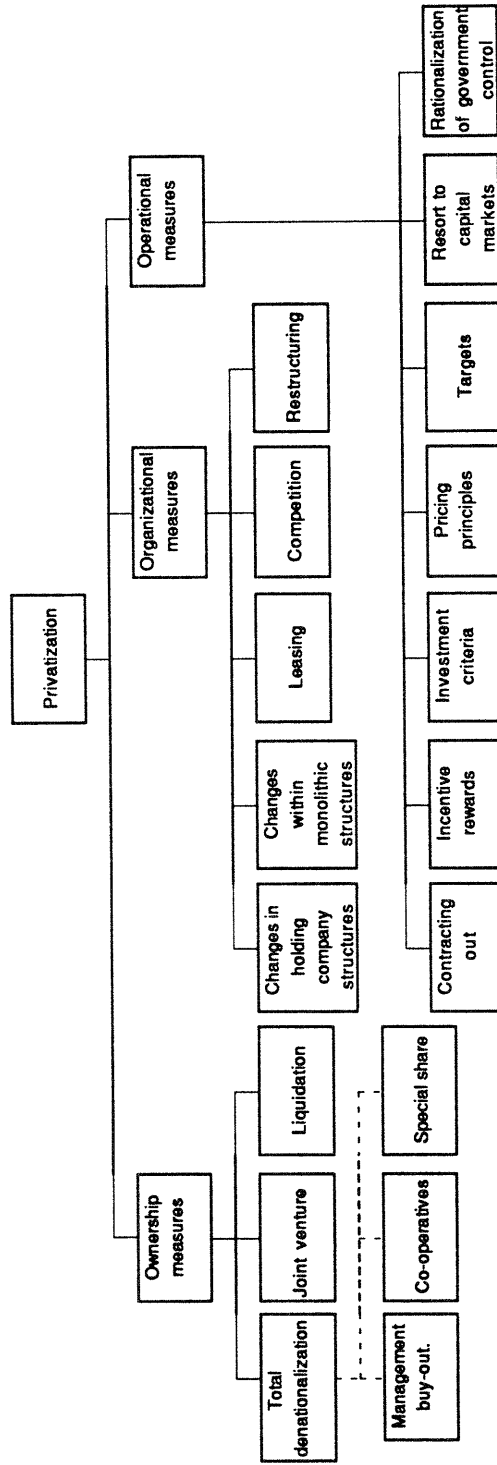 Privatization
Ownership
measures
Organizational
measures
Operational
measures
Total
denationalization
Joint venture
Liquidation
Changes in
holding
company
structures
Changes
within
monolithic
structures
Leasing
Competition
Restructuring
Management
buy-out.
Co-operatives
Special share
Contracting
out
Incentive
rewards
Investment
criteria
Pricing
principles
Targets
Resort to
capital
markets
Rationalization
of government
control